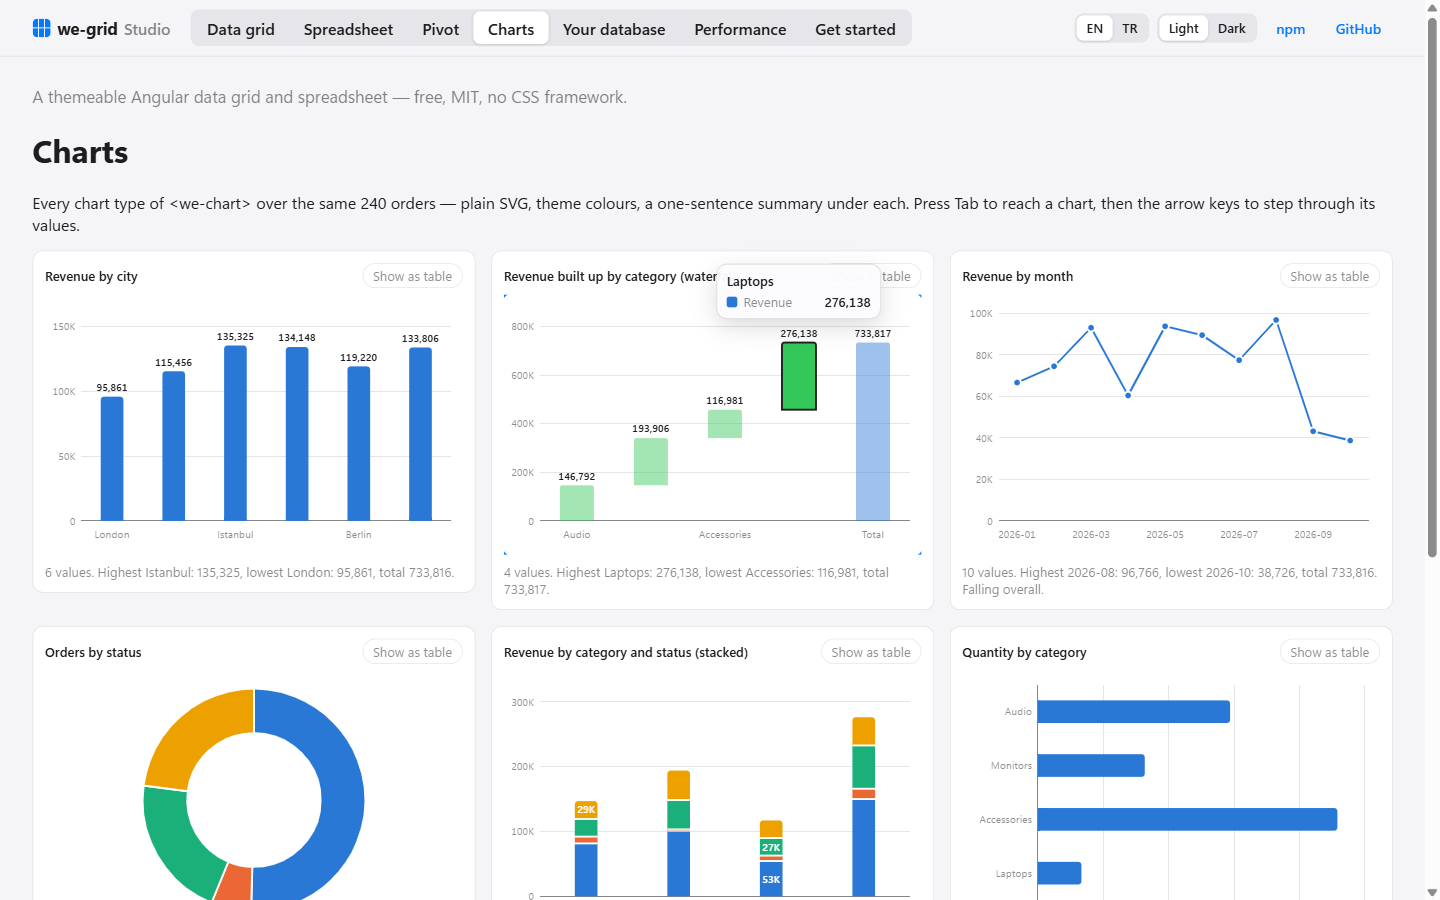 we-grid Studio
Data grid
Spreadsheet
Pivot
Charts
Your database
Performance
Get started
EN
TR
Light
Dark
npm
GitHub
A themeable Angular data grid and spreadsheet — free, MIT, no CSS framework.
Charts
Every chart type of <we-chart> over the same 240 orders — plain SVG, theme colours, a one-sentence summary under each. Press Tab to reach a chart, then the arrow keys to step through its
values.
Revenue by city
Show as table
150K
100K
50K
0
95,861
115,456
135,325
134,148
119,220
133,806
London
Istanbul
Berlin
6 values. Highest Istanbul: 135,325, lowest London: 95,861, total 733,816.
Revenue built up by category (water
table
Laptops
Revenue 276,138
800K
600K
400K
200K
0
146,792
193,906
116,981
276,138
733,817
Audio
Accessories
Total
4 values. Highest Laptops: 276,138, lowest Accessories: 116,981, total
733,817.
Revenue by month
Show as table
100K
80K
60K
40K
20K
0
2026-01
2026-03
2026-05
2026-07
2026-09
10 values. Highest 2026-08: 96,766, lowest 2026-10: 38,726, total 733,816.
Falling overall.
Orders by status
Show as table
Revenue by category and status (stacked)
Show as table
300K
200K
100K
0
29K
27K
53K
Quantity by category
Show as table
Audio
Monitors
Accessories
Laptops